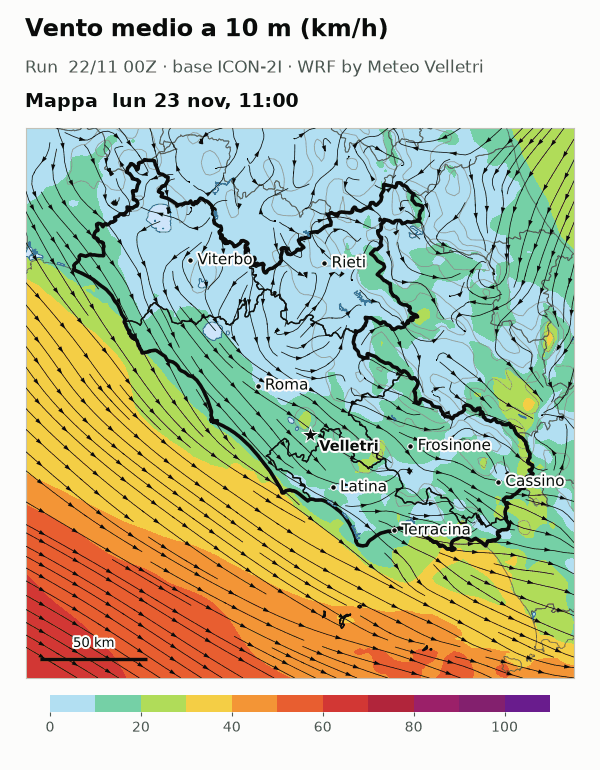 Vento medio a 10 m (km/h)
Run 22/11 00Z · base ICON-2I · WRF by Meteo Velletri
Mappa lun 23 nov, 11:00
Viterbo
Rieti
Roma
Velletri
Frosinone
Cassino
Latina
Terracina
50 km
0 20 40 60 80 100